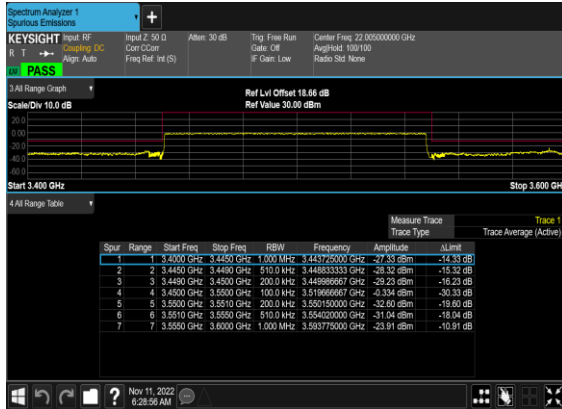 Spectrum Analyzer 1
Spurious Emissions
+
KEYSIGHT Input: RF Input Z: 50 Ω Atten: 30 dB Trig: Free Run Center Freq: 22.005000000 GHz
R T Coupling: DC Corr CCorr Gate: Off Avg|Hold: 100/100
Align: Auto Freq Ref: Int (S) IF Gain: Low Radio Std: None
PASS
3 All Range Graph
Ref Lvl Offset 18.66 dB
Scale/Div 10.0 dB Ref Value 30.00 dBm
20.0
0.00
-20.0
-40.0
-60.0
Start 3.400 GHz Stop 3.600 GH
4 All Range Table
Measure Trace Trace 1
Trace Type Trace Average (Active)
Spur Range Start Freq Stop Freq RBW Frequency Amplitude ΔLimit
1 1 3.4000 GHz 3.4450 GHz 1.000 MHz 3.443725000 GHz -27.33 dBm -14.33 dB
2 2 3.4450 GHz 3.4490 GHz 510.0 kHz 3.448833333 GHz -28.32 dBm -15.32 dB
3 3 3.4490 GHz 3.4500 GHz 200.0 kHz 3.449986667 GHz -29.23 dBm -16.23 dB
4 4 3.4500 GHz 3.5500 GHz 100.0 kHz 3.519666667 GHz -0.334 dBm -30.33 dB
5 5 3.5500 GHz 3.5510 GHz 200.0 kHz 3.550150000 GHz -32.60 dBm -19.60 dB
6 6 3.5510 GHz 3.5550 GHz 510.0 kHz 3.554020000 GHz -31.04 dBm -18.04 dB
7 7 3.5550 GHz 3.6000 GHz 1.000 MHz 3.593775000 GHz -23.91 dBm -10.91 dB
?
Nov 11, 2022
6:28:56 AM